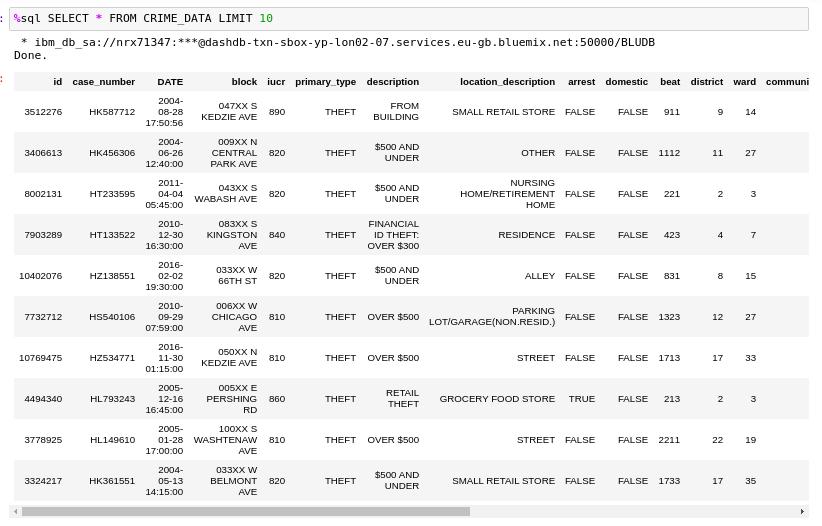 %sql SELECT * FROM CRIME_DATA LIMIT 10
* ibm_db_sa://nrx71347:***@dashdb-txn-sbox-yp-lon02-07.services.eu-gb.bluemix.net:50000/BLUDB
Done.
id case_number DATE block iucr primary_type description location_description arrest domestic beat district ward communi
3512276 HK587712 2004-08-28 17:50:56 047XX S KEDZIE AVE 890 THEFT FROM BUILDING SMALL RETAIL STORE FALSE FALSE 911 9 14
3406613 HK456306 2004-06-26 12:40:00 009XX N CENTRAL PARK AVE 820 THEFT $500 AND UNDER OTHER FALSE FALSE 1112 11 27
8002131 HT233595 2011-04-04 05:45:00 043XX S WABASH AVE 820 THEFT $500 AND UNDER NURSING HOME/RETIREMENT HOME FALSE FALSE 221 2 3
7903289 HT133522 2010-12-30 16:30:00 083XX S KINGSTON AVE 840 THEFT FINANCIAL ID THEFT: OVER $300 RESIDENCE FALSE FALSE 423 4 7
10402076 HZ138551 2016-02-02 19:30:00 033XX W 66TH ST 820 THEFT $500 AND UNDER ALLEY FALSE FALSE 831 8 15
7732712 HS540106 2010-09-29 07:59:00 006XX W CHICAGO AVE 810 THEFT OVER $500 PARKING LOT/GARAGE(NON.RESID.) FALSE FALSE 1323 12 27
10769475 HZ534771 2016-11-30 01:15:00 050XX N KEDZIE AVE 810 THEFT OVER $500 STREET FALSE FALSE 1713 17 33
4494340 HL793243 2005-12-16 16:45:00 005XX E PERSHING RD 860 THEFT RETAIL THEFT GROCERY FOOD STORE TRUE FALSE 213 2 3
3778925 HL149610 2005-01-28 17:00:00 100XX S WASHTENAW AVE 810 THEFT OVER $500 STREET FALSE FALSE 2211 22 19
3324217 HK361551 2004-05-13 14:15:00 033XX W BELMONT AVE 820 THEFT $500 AND UNDER SMALL RETAIL STORE FALSE FALSE 1733 17 35